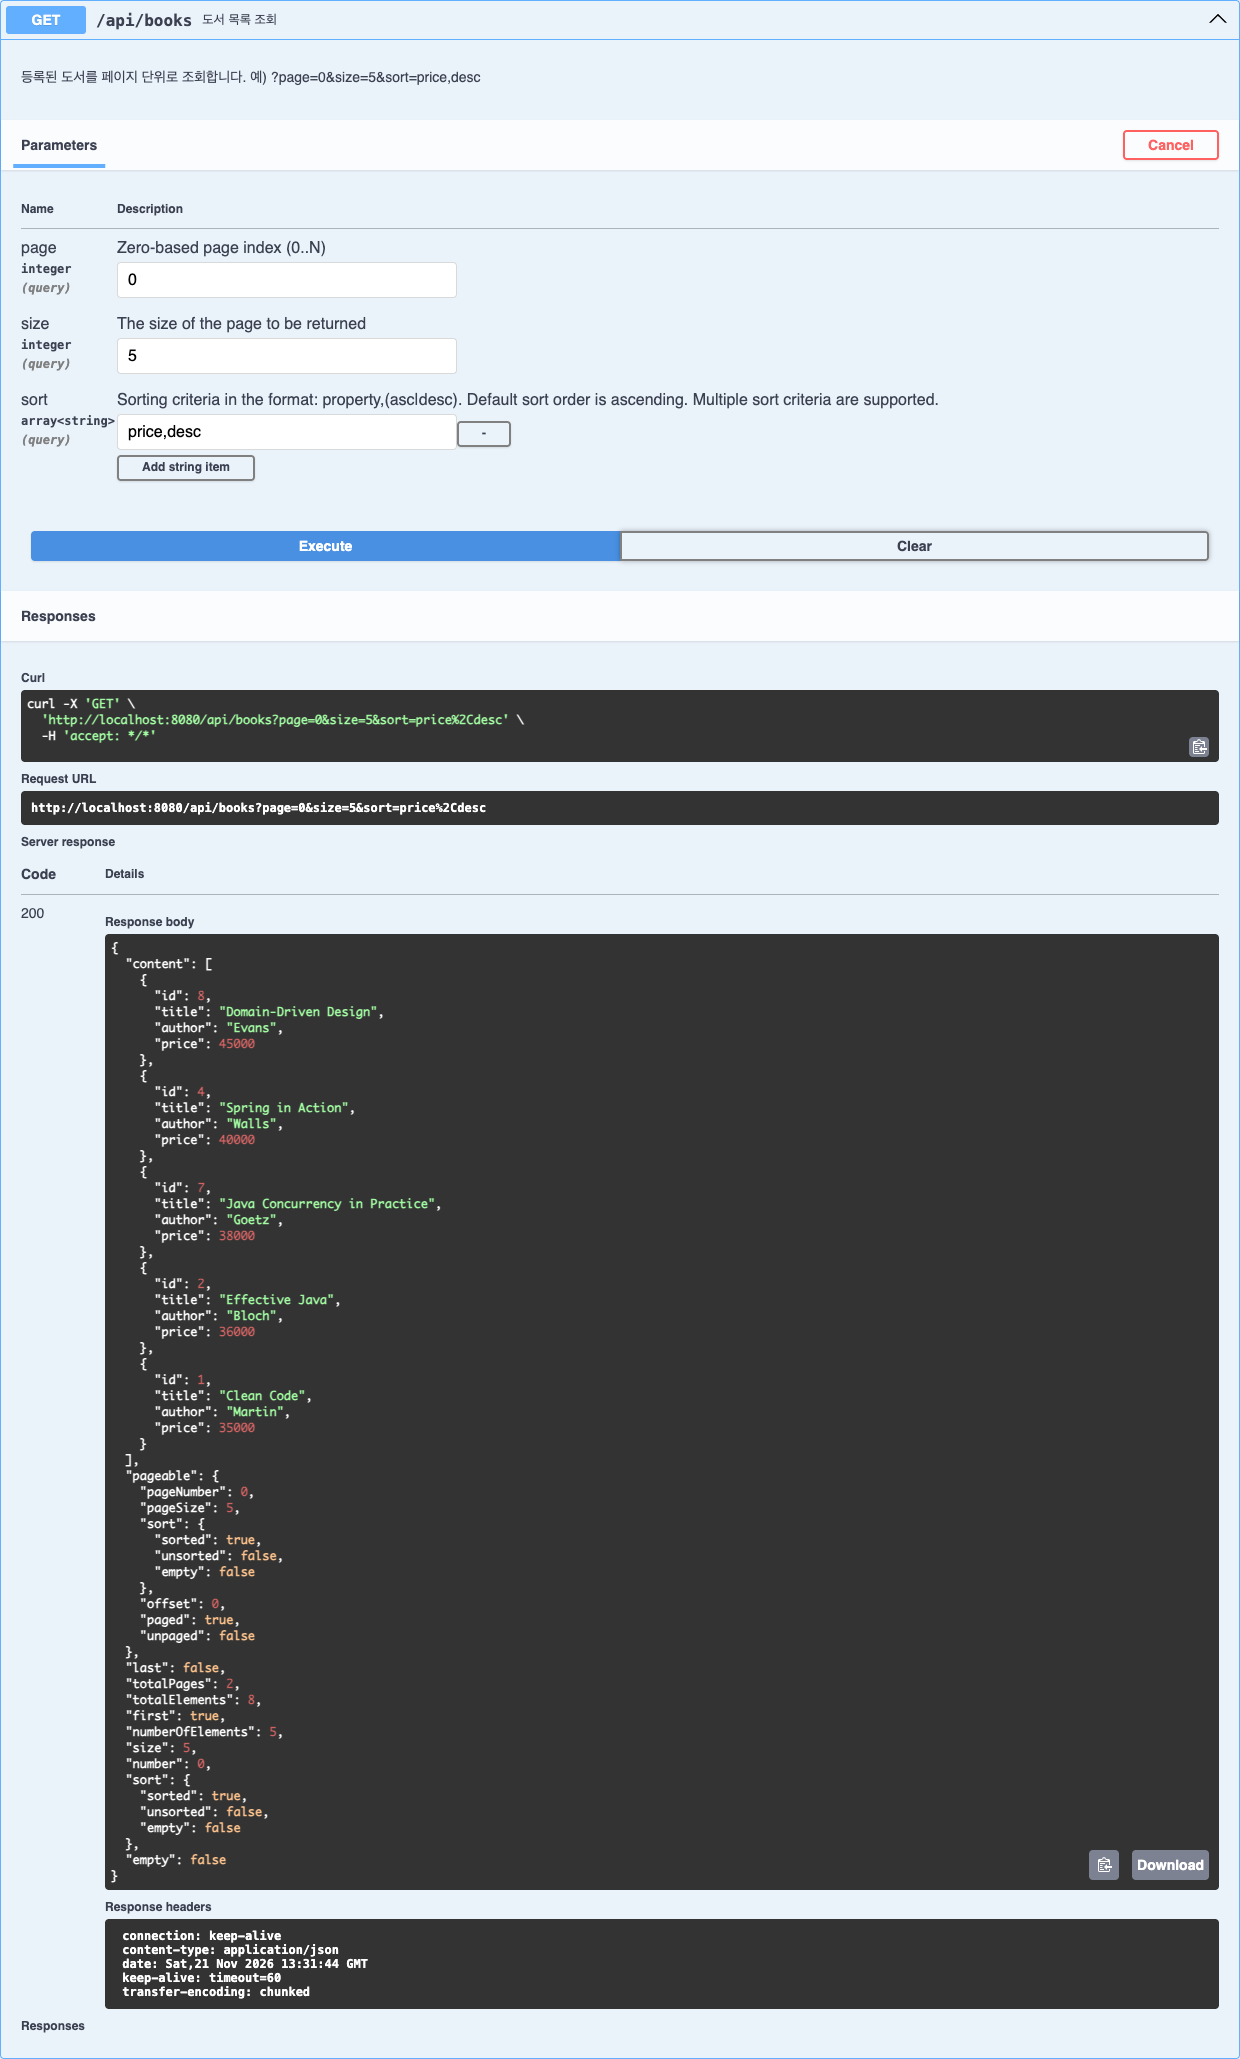 GET /api/books 도서 목록 조회
등록된 도서를 페이지 단위로 조회합니다. 예) ?page=0&size=5&sort=price,desc
Parameters
Cancel
Name Description
page
integer
(query)
Zero-based page index (0..N)
0
size
integer
(query)
The size of the page to be returned
5
sort
array<string>
(query)
Sorting criteria in the format: property,(asc|desc). Default sort order is ascending. Multiple sort criteria are supported.
price,desc
-
Add string item
Execute
Clear
Responses
Curl
curl -X 'GET' \
  'http://localhost:8080/api/books?page=0&size=5&sort=price%2Cdesc' \
  -H 'accept: */*'
Request URL
http://localhost:8080/api/books?page=0&size=5&sort=price%2Cdesc
Server response
Code Details
200
Response body
{
  "content": [
    {
      "id": 8,
      "title": "Domain-Driven Design",
      "author": "Evans",
      "price": 45000
    },
    {
      "id": 4,
      "title": "Spring in Action",
      "author": "Walls",
      "price": 40000
    },
    {
      "id": 7,
      "title": "Java Concurrency in Practice",
      "author": "Goetz",
      "price": 38000
    },
    {
      "id": 2,
      "title": "Effective Java",
      "author": "Bloch",
      "price": 36000
    },
    {
      "id": 1,
      "title": "Clean Code",
      "author": "Martin",
      "price": 35000
    }
  ],
  "pageable": {
    "pageNumber": 0,
    "pageSize": 5,
    "sort": {
      "sorted": true,
      "unsorted": false,
      "empty": false
    },
    "offset": 0,
    "paged": true,
    "unpaged": false
  },
  "last": false,
  "totalPages": 2,
  "totalElements": 8,
  "first": true,
  "numberOfElements": 5,
  "size": 5,
  "number": 0,
  "sort": {
    "sorted": true,
    "unsorted": false,
    "empty": false
  },
  "empty": false
}
Download
Response headers
connection: keep-alive
content-type: application/json
date: Sat,21 Nov 2026 13:31:44 GMT
keep-alive: timeout=60
transfer-encoding: chunked
Responses